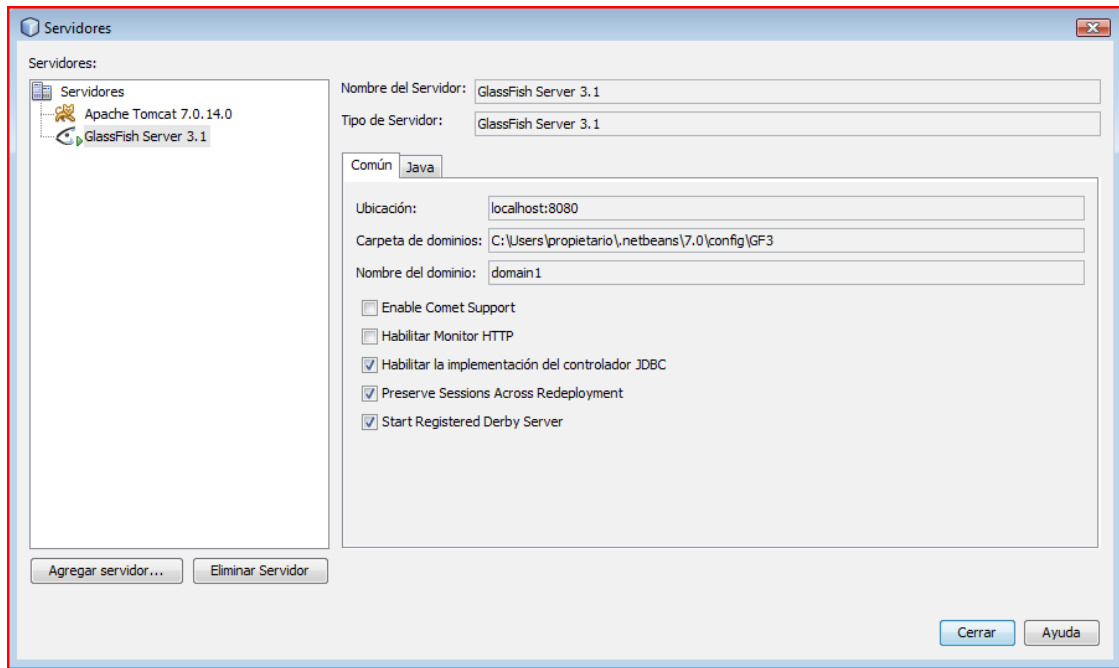 Servidores
Servidores:
Servidores
Apache Tomcat 7.0.14.0
GlassFish Server 3.1
Nombre del Servidor: GlassFish Server 3.1
Tipo de Servidor: GlassFish Server 3.1
Común Java
Ubicación: localhost:8080
Carpeta de dominios: C:\Users\propietario\.netbeans\7.0\config\GF3
Nombre del dominio: domain1
Enable Comet Support
Habilitar Monitor HTTP
Habilitar la implementación del controlador JDBC
Preserve Sessions Across Redeployment
Start Registered Derby Server
Agregar servidor... Eliminar Servidor
Cerrar Ayuda